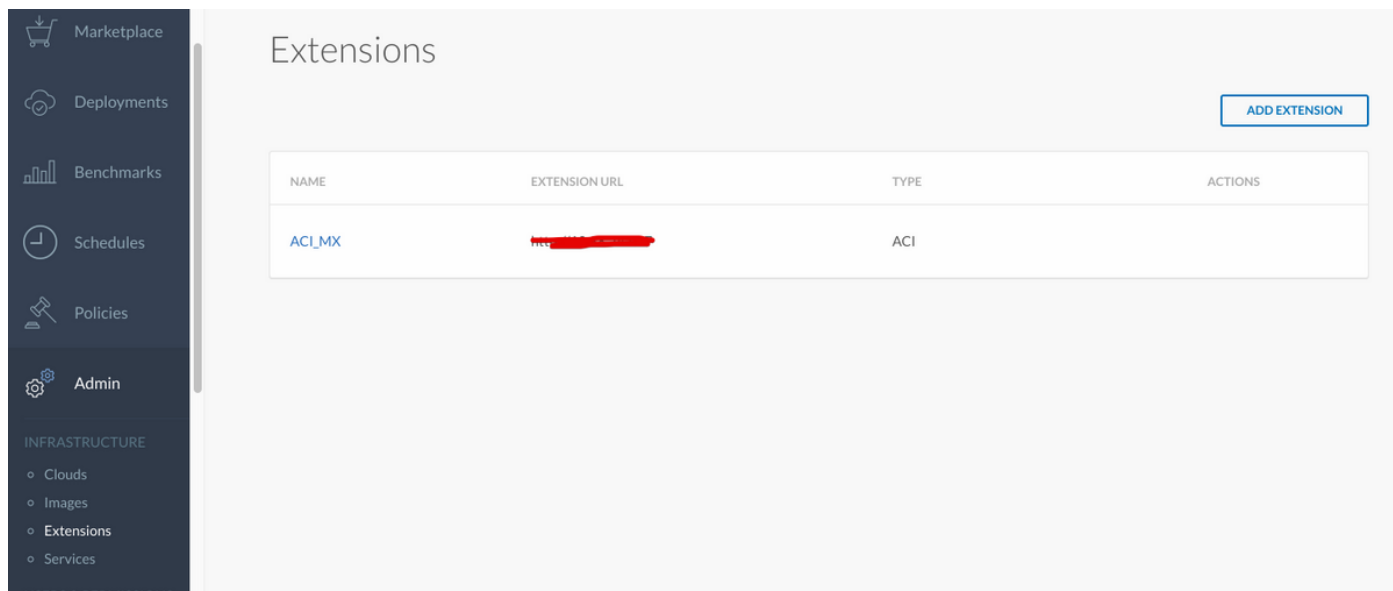 Marketplace
Deployments
Benchmarks
Schedules
Policies
Admin
INFRASTRUCTURE
Clouds
Images
Extensions
Services
Extensions
ADD EXTENSION
NAME EXTENSION URL TYPE ACTIONS
ACI_MX ACI